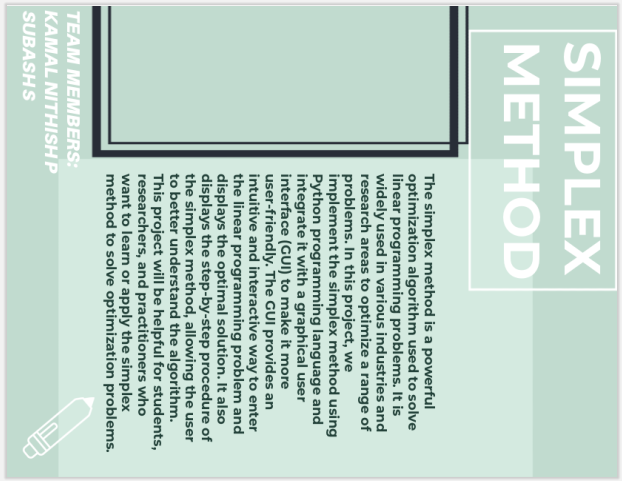 SIMPLEX
METHOD
The simplex method is a powerful
optimization algorithm used to solve
linear programming problems. It is
widely used in various industries and
research areas to optimize a range of
problems. In this project, we
implement the simplex method using
Python programming language and
integrate it with a graphical user
interface (GUI) to make it more
user-friendly. The GUI provides an
intuitive and interactive way to enter
the linear programming problem and
displays the optimal solution. It also
displays the step-by-step procedure of
the simplex method, allowing the user
to better understand the algorithm.
This project will be helpful for students,
researchers, and practitioners who
want to learn or apply the simplex
method to solve optimization problems.
TEAM MEMBERS:
KAMAL NITHISH P
SUBASH S